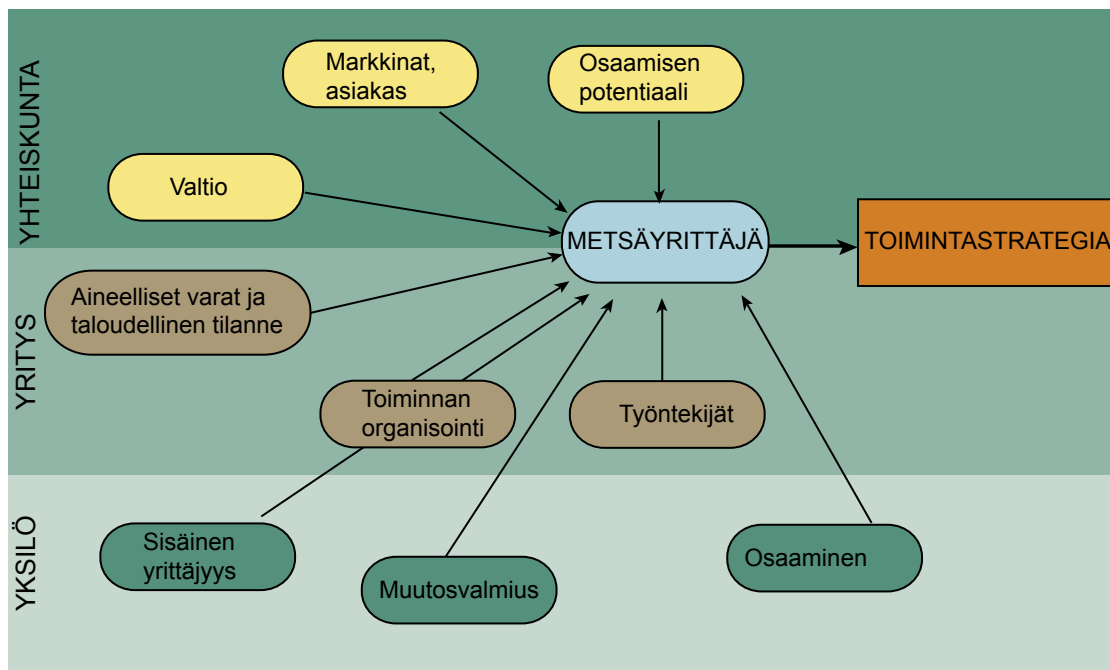 YHTEISKUNTA
Markkinat,
asiakas
Osaamisen
potentiaali
Valtio
METSÄYRITTÄJÄ
TOIMINTASTRATEGIA
YRITYS
Aineelliset varat ja
taloudellinen tilanne
Toiminnan
organisointi
Työntekijät
YKSILÖ
Sisäinen
yrittäjyys
Muutosvalmius
Osaaminen